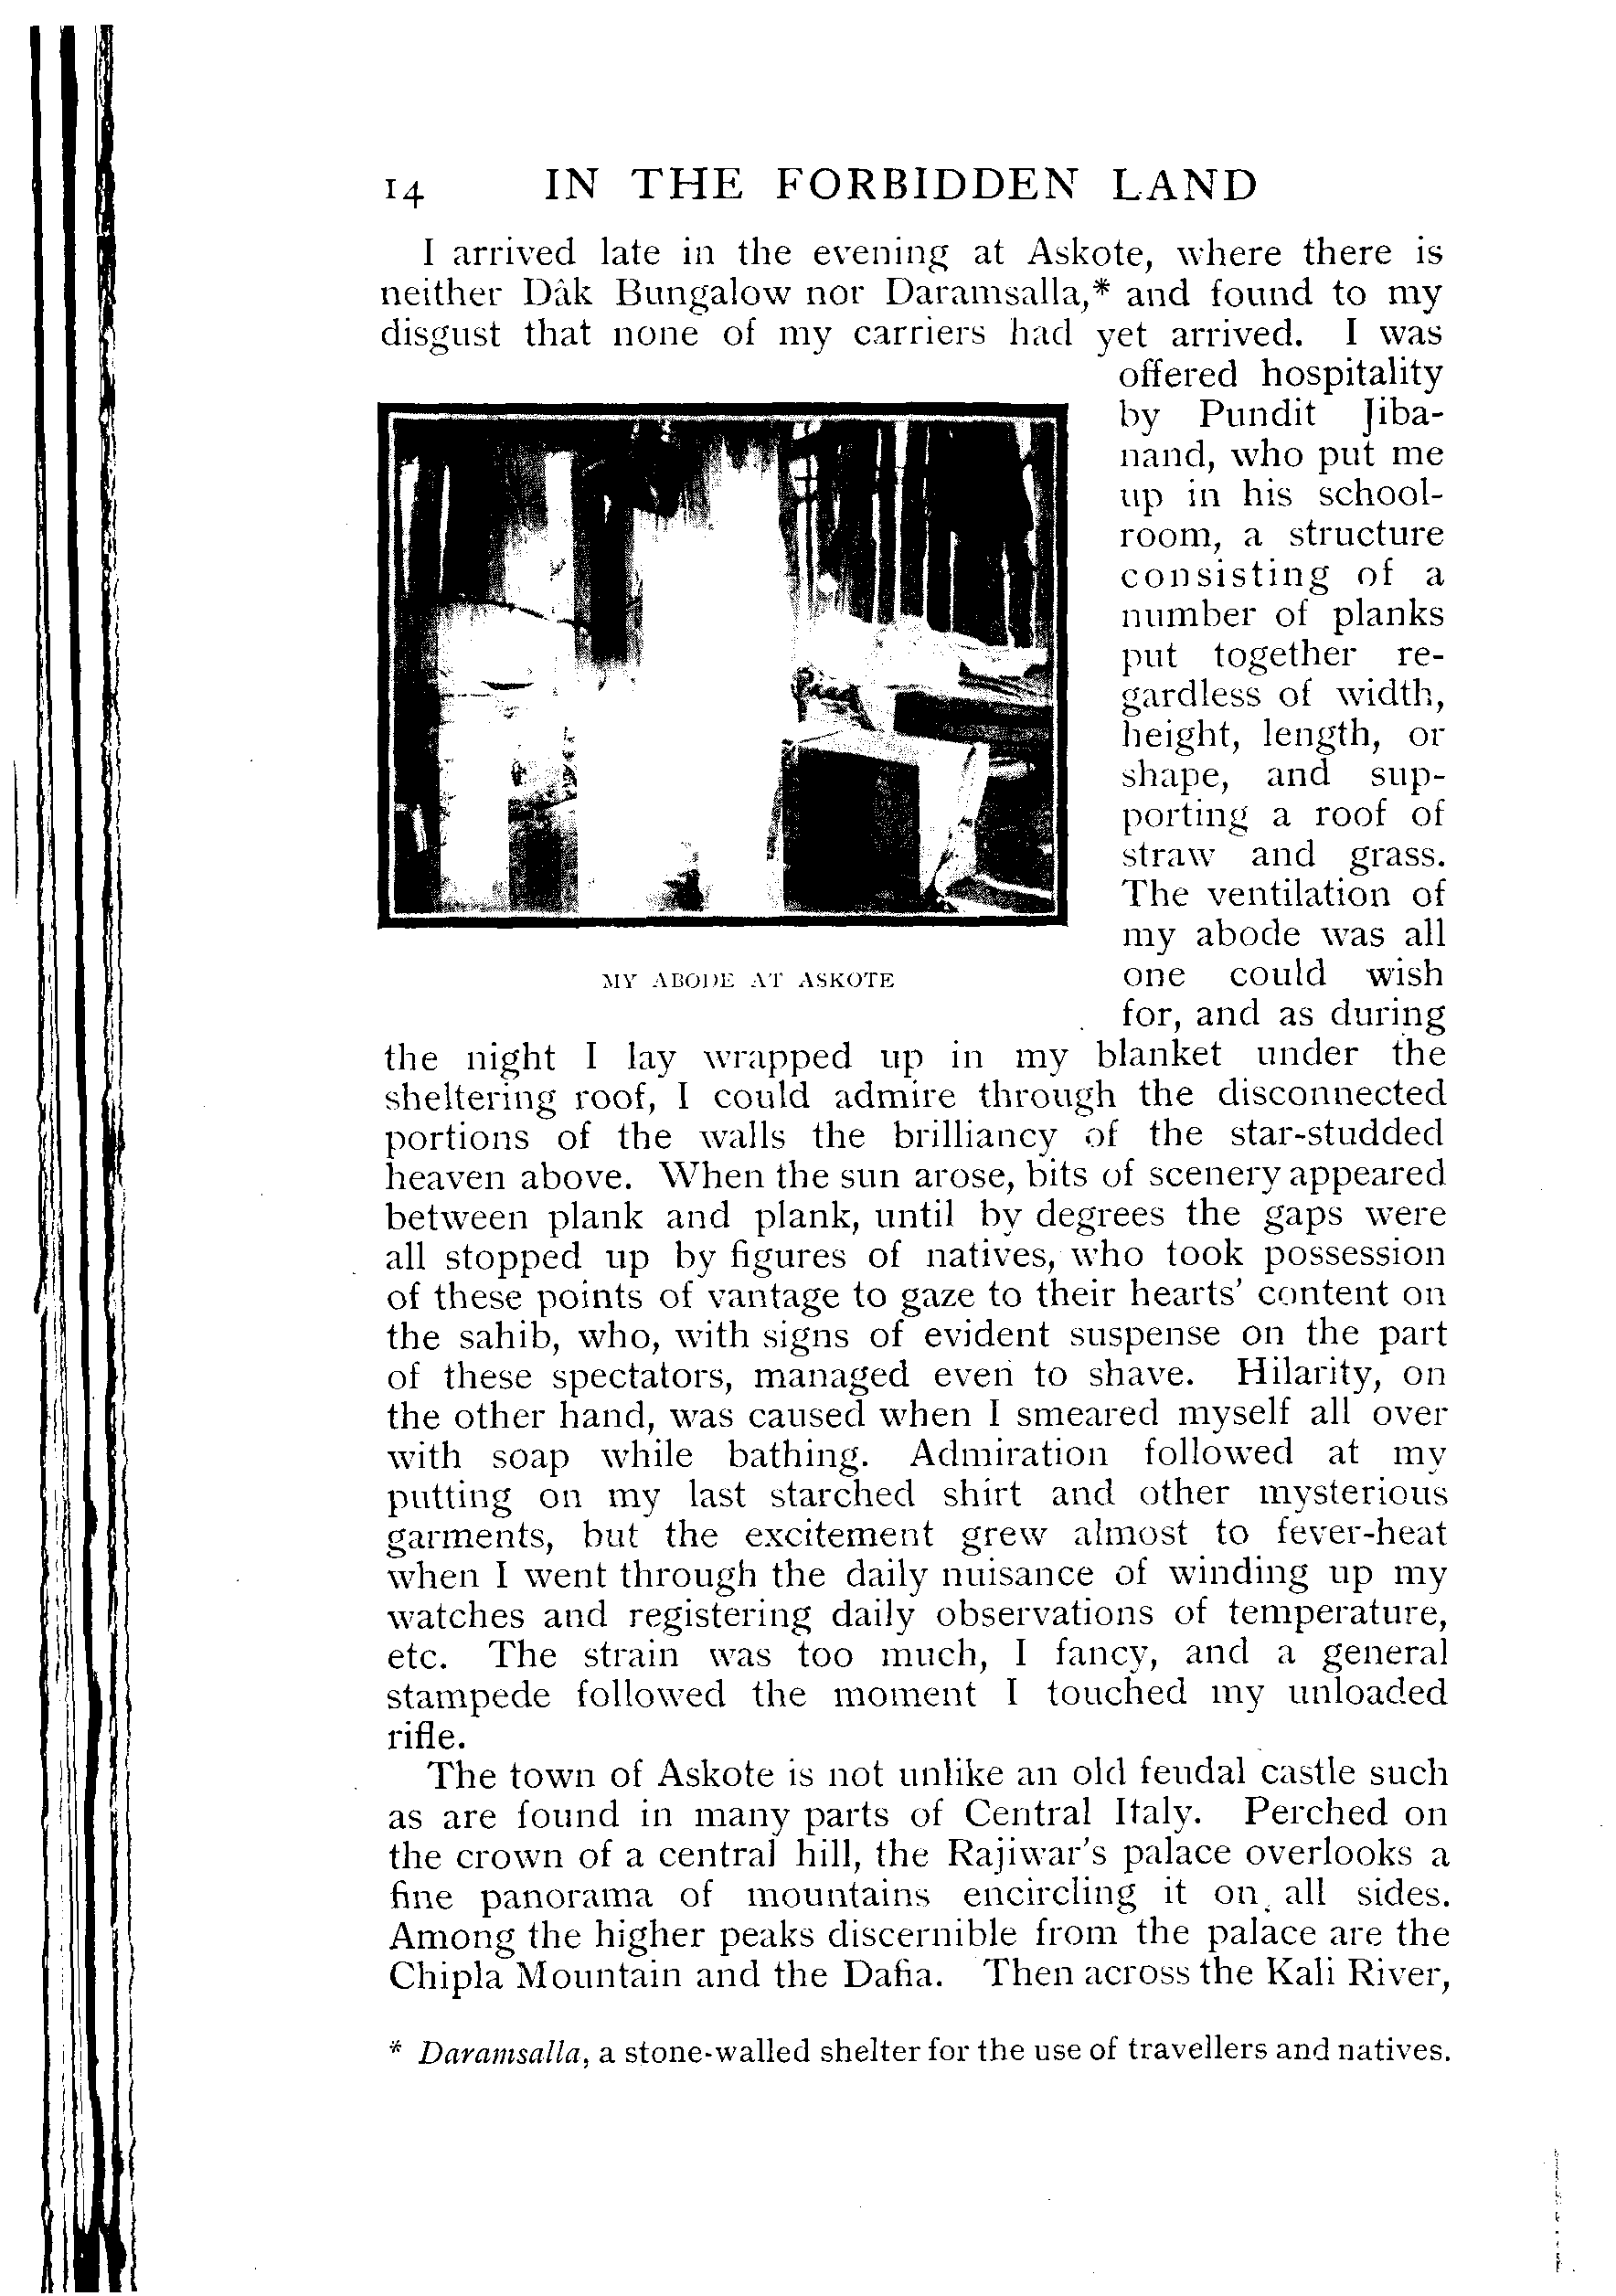 14 IN THE FORBIDDEN LAND
I arrived late in the evening at Askote, where there is
neither Dâk Bungalow nor Daramsalla,* and found to my
disgust that none of my carriers had yet arrived. I was
offered hospitality
by Pundit Jiba-
nand, who put me
up in his school-
room, a structure
consisting of a
number of planks
put together re-
gardless of width,
height, length, or
shape, and sup-
porting a roof of
straw and grass.
The ventilation of
my abode was all
one could wish
for, and as during
MY ABODE AT ASKOTE
the night I lay wrapped up in my blanket under the
sheltering roof, I could admire through the disconnected
portions of the walls the brilliancy of the star-studded
heaven above. When the sun arose, bits of scenery appeared
between plank and plank, until by degrees the gaps were
all stopped up by figures of natives, who took possession
of these points of vantage to gaze to their hearts' content on
the sahib, who, with signs of evident suspense on the part
of these spectators, managed even to shave. Hilarity, on
the other hand, was caused when I smeared myself all over
with soap while bathing. Admiration followed at my
putting on my last starched shirt and other mysterious
garments, but the excitement grew almost to fever-heat
when I went through the daily nuisance of winding up my
watches and registering daily observations of temperature,
etc. The strain was too much, I fancy, and a general
stampede followed the moment I touched my unloaded
rifle.
The town of Askote is not unlike an old feudal castle such
as are found in many parts of Central Italy. Perched on
the crown of a central hill, the Rajiwar's palace overlooks a
fine panorama of mountains encircling it on all sides.
Among the higher peaks discernible from the palace are the
Chipla Mountain and the Dafia. Then across the Kali River,
* Daramsalla, a stone-walled shelter for the use of travellers and natives.